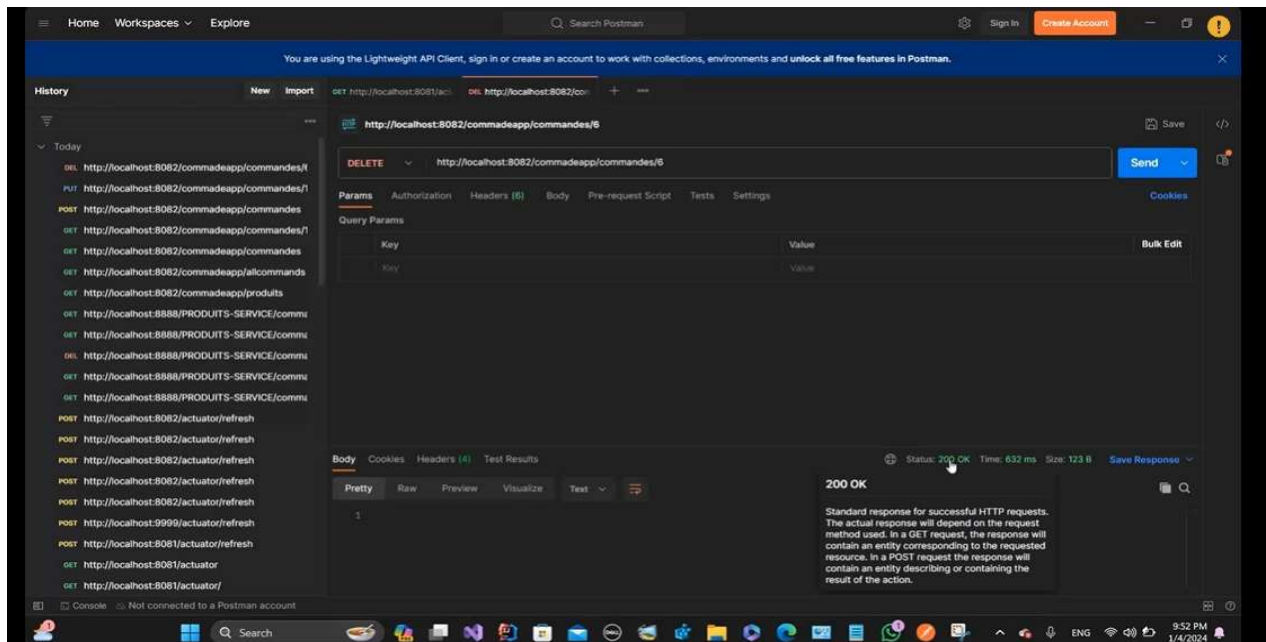 Home Workspaces Explore Search Postman Sign In Create Account
You are using the Lightweight API Client, sign in or create an account to work with collections, environments and unlock all free features in Postman.
History New Import GET http://localhost:8081/act DEL http://localhost:8082/con
http://localhost:8082/commadeapp/commandes/6 Save
Today
DEL http://localhost:8082/commadeapp/commandes/6
DELETE http://localhost:8082/commadeapp/commandes/6 Send
PUT http://localhost:8082/commadeapp/commandes/1
Params Authorization Headers (6) Body Pre-request Script Tests Settings Cookies
POST http://localhost:8082/commadeapp/commandes
Query Params
GET http://localhost:8082/commadeapp/commandes/1
Key Value Bulk Edit
GET http://localhost:8082/commadeapp/commandes
Key Value
GET http://localhost:8082/commadeapp/allcommands
GET http://localhost:8082/commadeapp/produits
GET http://localhost:8888/PRODUITS-SERVICE/comma
GET http://localhost:8888/PRODUITS-SERVICE/comma
DEL http://localhost:8888/PRODUITS-SERVICE/comma
GET http://localhost:8888/PRODUITS-SERVICE/comma
GET http://localhost:8888/PRODUITS-SERVICE/comma
POST http://localhost:8082/actuator/refresh
POST http://localhost:8082/actuator/refresh
POST http://localhost:8082/actuator/refresh
Body Cookies Headers (4) Test Results Status: 200 OK Time: 632 ms Size: 123 B Save Response
POST http://localhost:8082/actuator/refresh
Pretty Raw Preview Visualize Text
200 OK
POST http://localhost:8082/actuator/refresh
1
Standard response for successful HTTP requests.
The actual response will depend on the request
method used. In a GET request, the response will
contain an entity corresponding to the requested
resource. In a POST request the response will
contain an entity describing or containing the
result of the action.
POST http://localhost:9999/actuator/refresh
POST http://localhost:8081/actuator/refresh
GET http://localhost:8081/actuator
GET http://localhost:8081/actuator/
Console Not connected to a Postman account
Search ENG 9:52 PM
1/4/2024